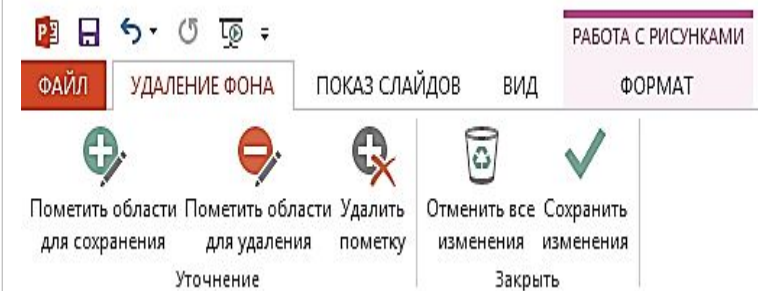 РАБОТА С РИСУНКАМИ
ФАЙЛ УДАЛЕНИЕ ФОНА ПОКАЗ СЛАЙДОВ ВИД ФОРМАТ
Пометить области Пометить области Удалить Отменить все Сохранить
для сохранения для удаления пометку изменения изменения
Уточнение Закрыть